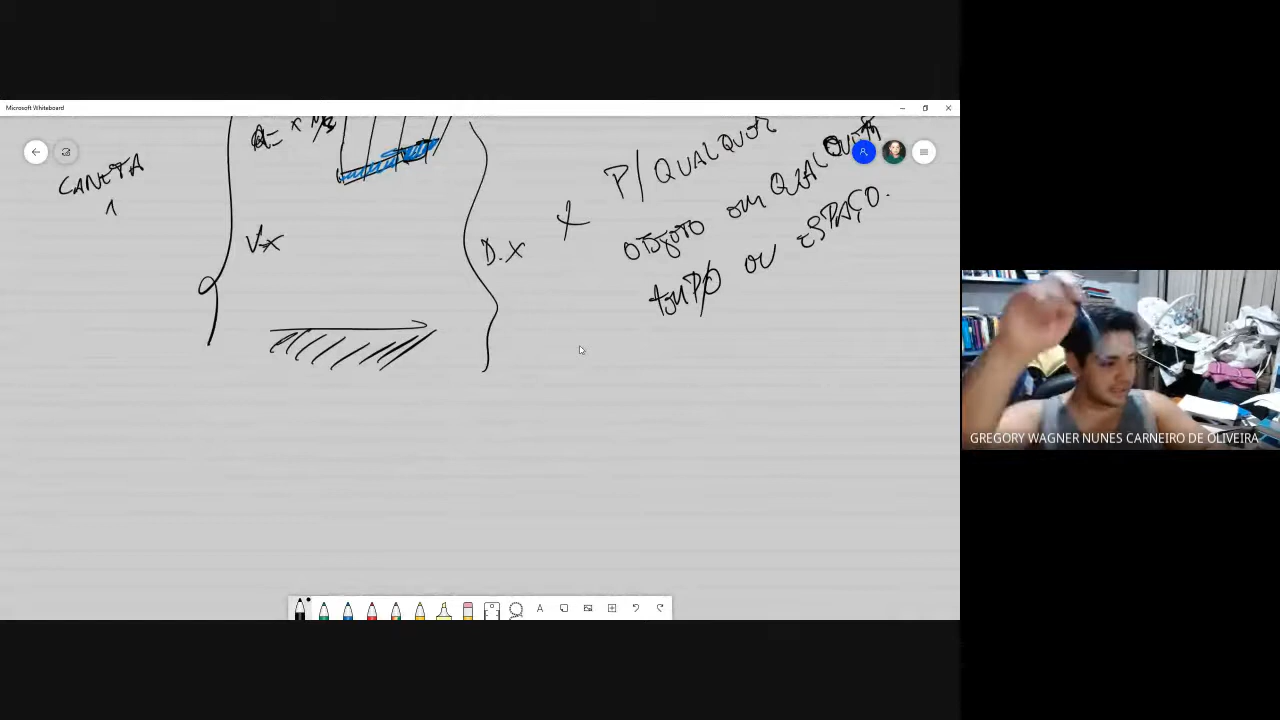 Microsoft Whiteboard
CANETA
1
Q= x
Vx
D.x
+
P/ QUALQUER
OBJETO EM QUALQUER
TEMPO OU ESPAÇO.
A
GREGORY WAGNER NUNES CARNEIRO DE OLIVEIRA